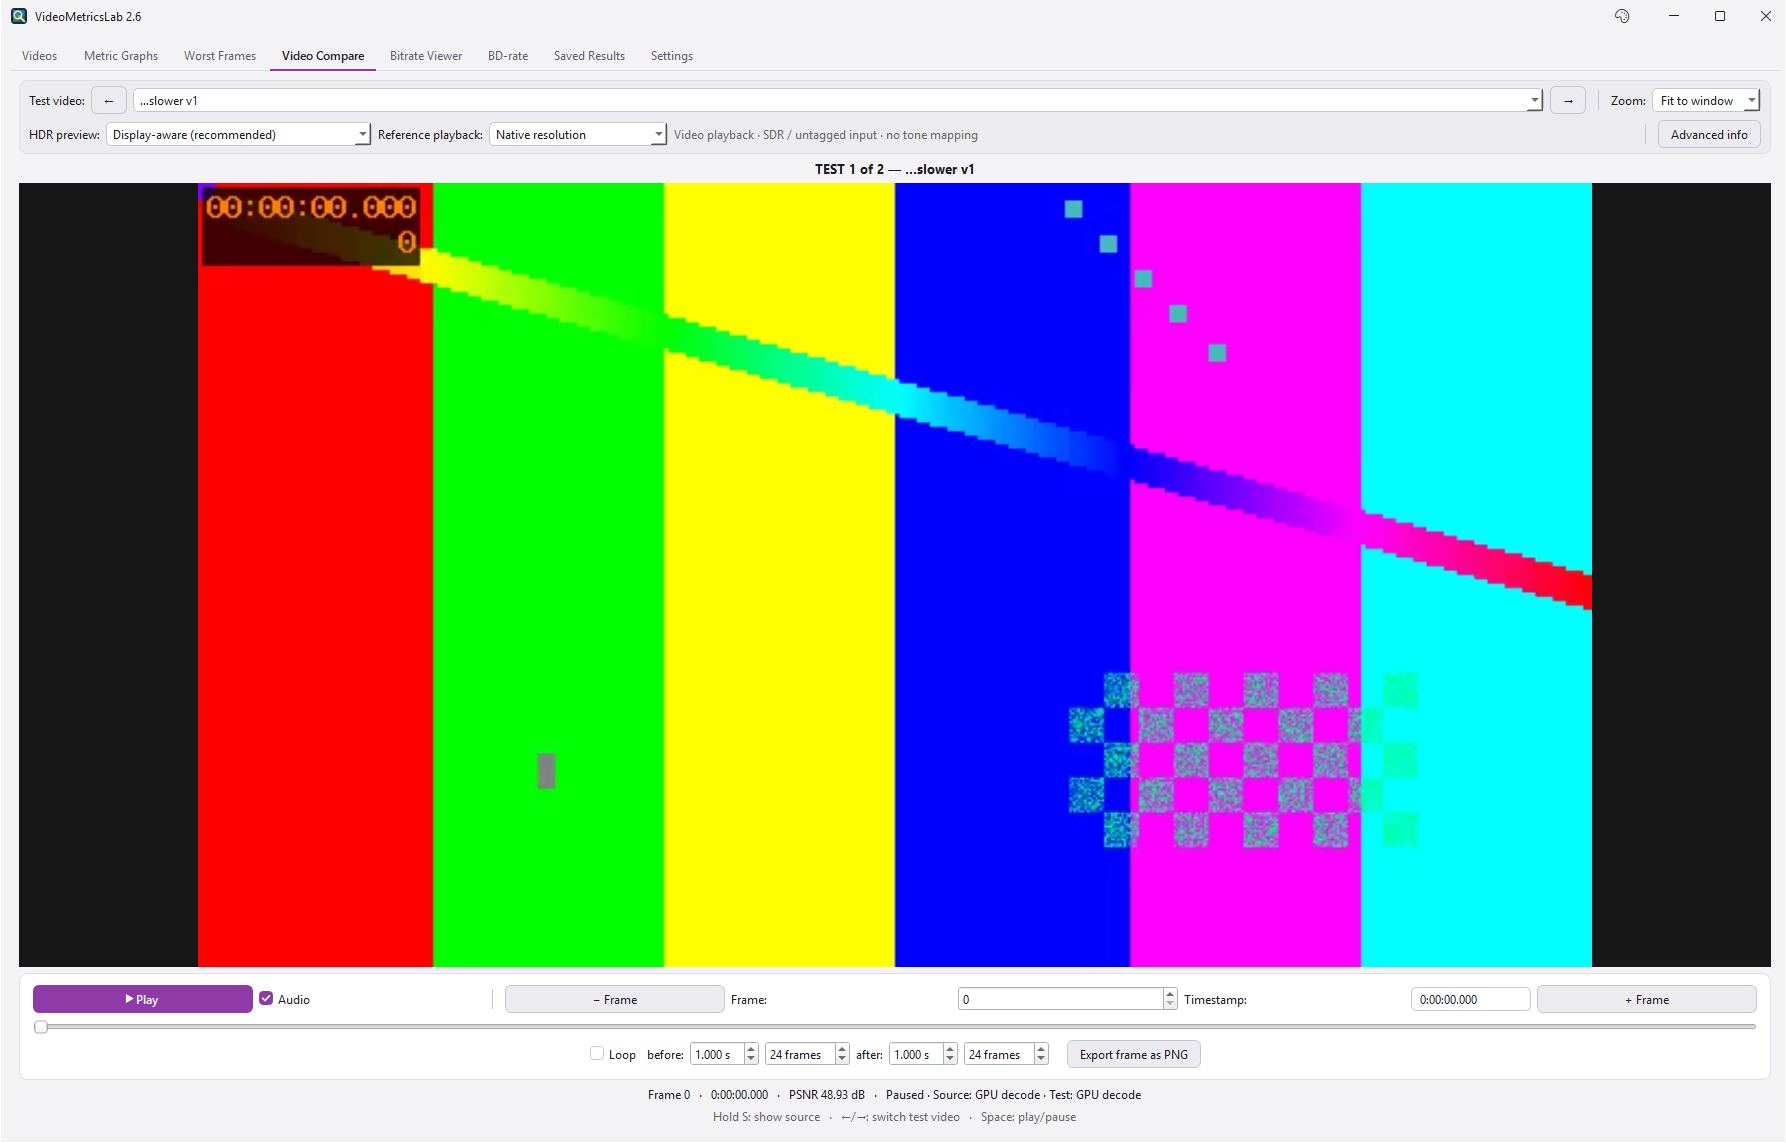 VideoMetricsLab 2.6
Videos Metric Graphs Worst Frames Video Compare Bitrate Viewer BD-rate Saved Results Settings
Test video: ← ...slower v1 → Zoom: Fit to window
HDR preview: Display-aware (recommended) Reference playback: Native resolution Video playback · SDR / untagged input · no tone mapping Advanced info
TEST 1 of 2 — ...slower v1
00:00:00.000
0
Play Audio − Frame Frame: 0 Timestamp: 0:00:00.000 + Frame
Loop before: 1.000 s 24 frames after: 1.000 s 24 frames Export frame as PNG
Frame 0 · 0:00:00.000 · PSNR 48.93 dB · Paused · Source: GPU decode · Test: GPU decode
Hold S: show source · ←/→: switch test video · Space: play/pause